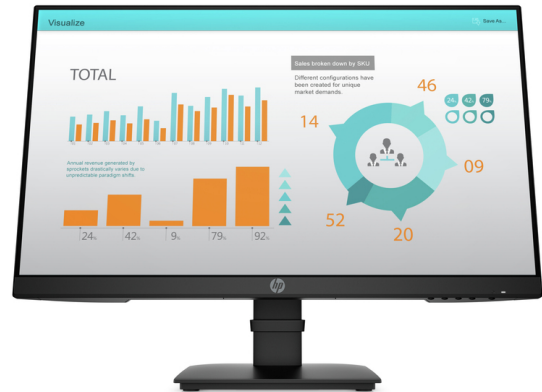 Visualize
Save As...
TOTAL
Sales broken down by SKU
Different configurations have
been created for unique
market demands.
46
24% 42% 79%
14
09
52
20
Annual revenue generated by
sprockets drastically varies due to
unpredictable paradigm shifts.
24% 42% 9% 79% 92%
hp